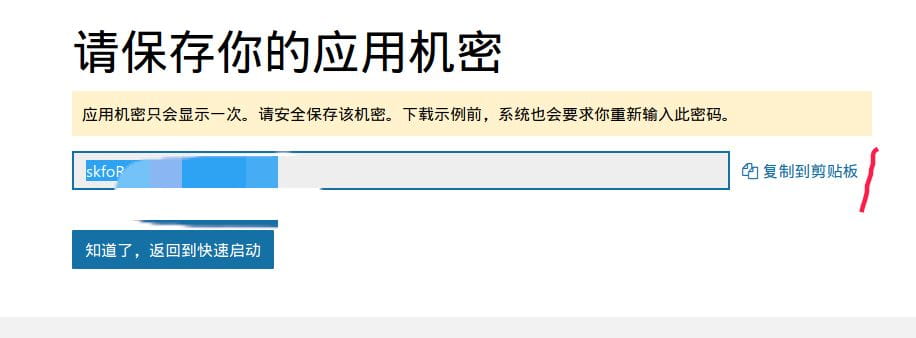 请保存你的应用机密
应用机密只会显示一次。请安全保存该机密。下载示例前，系统也会要求你重新输入此密码。
skfoR
复制到剪贴板
知道了，返回到快速启动